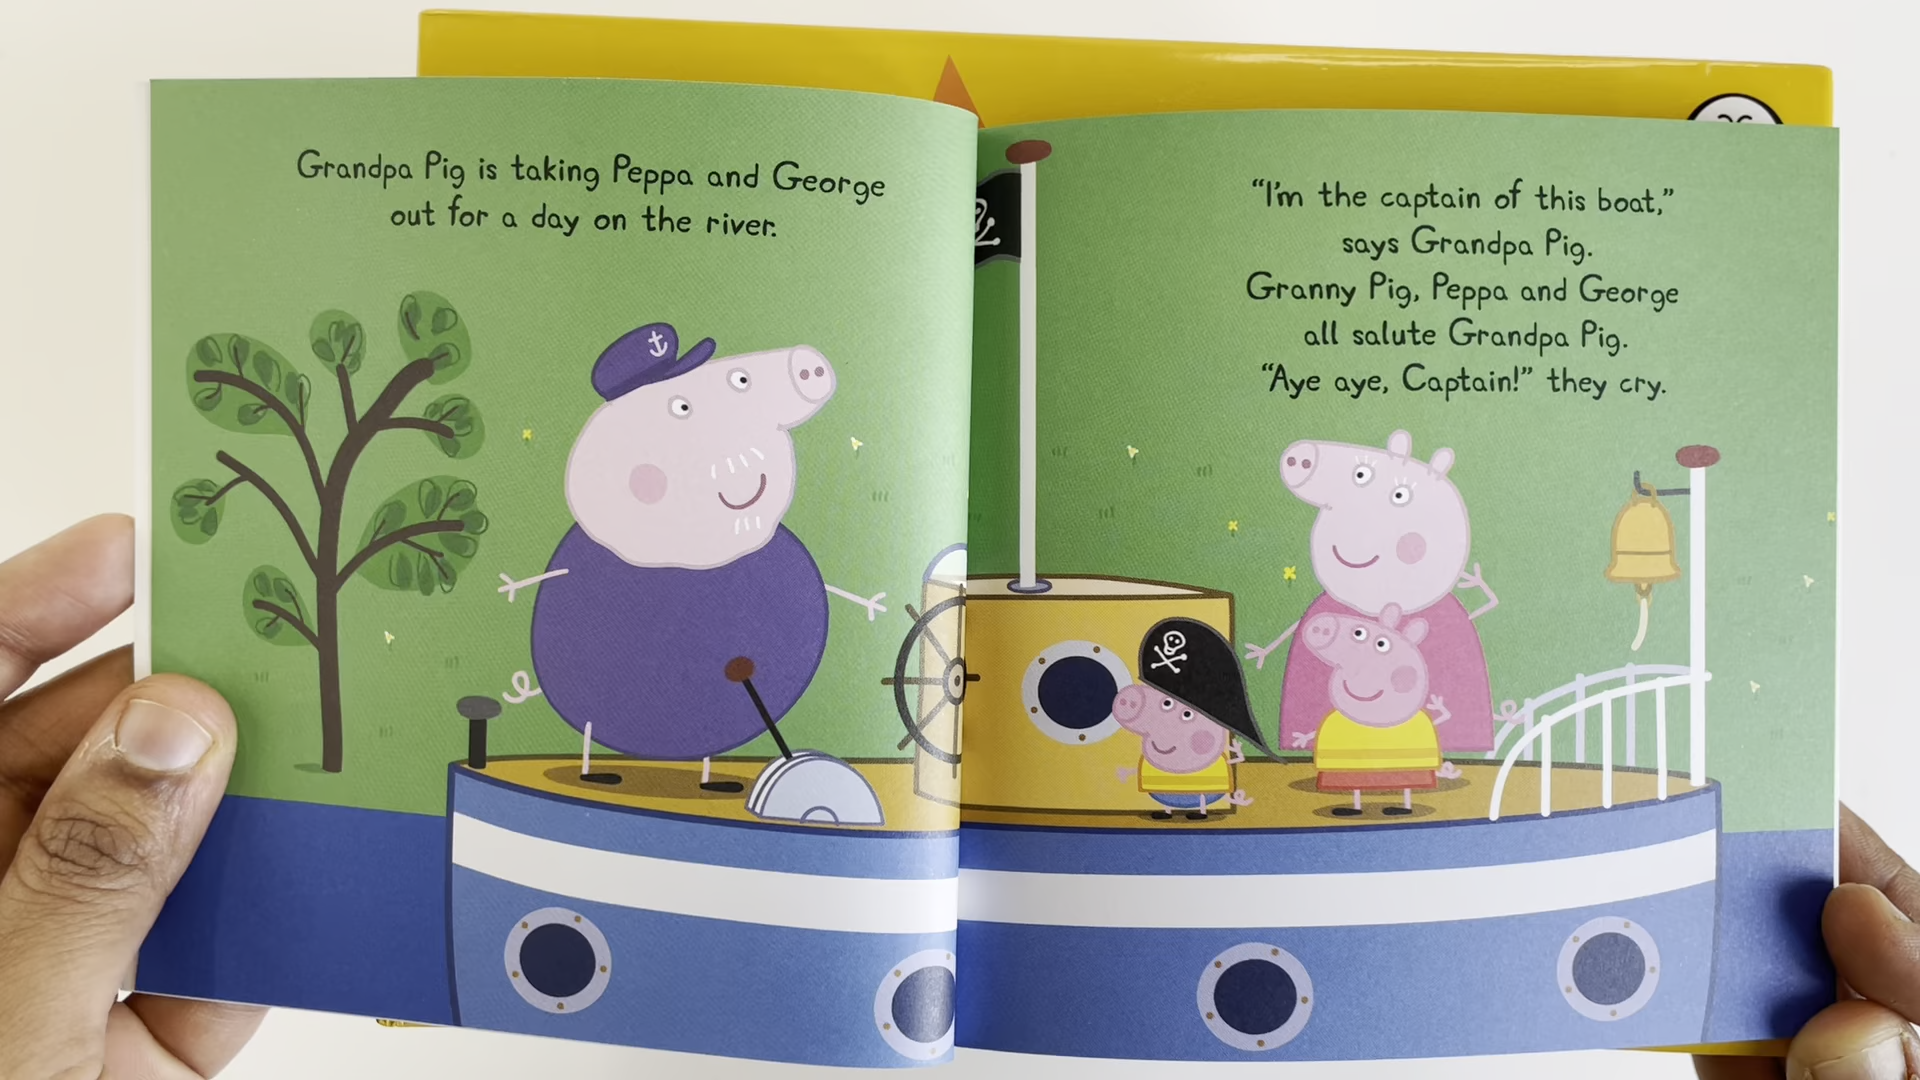 Grandpa Pig is taking Peppa and George
out for a day on the river.
“I’m the captain of this boat,”
says Grandpa Pig.
Granny Pig, Peppa and George
all salute Grandpa Pig.
“Aye aye, Captain!” they cry.